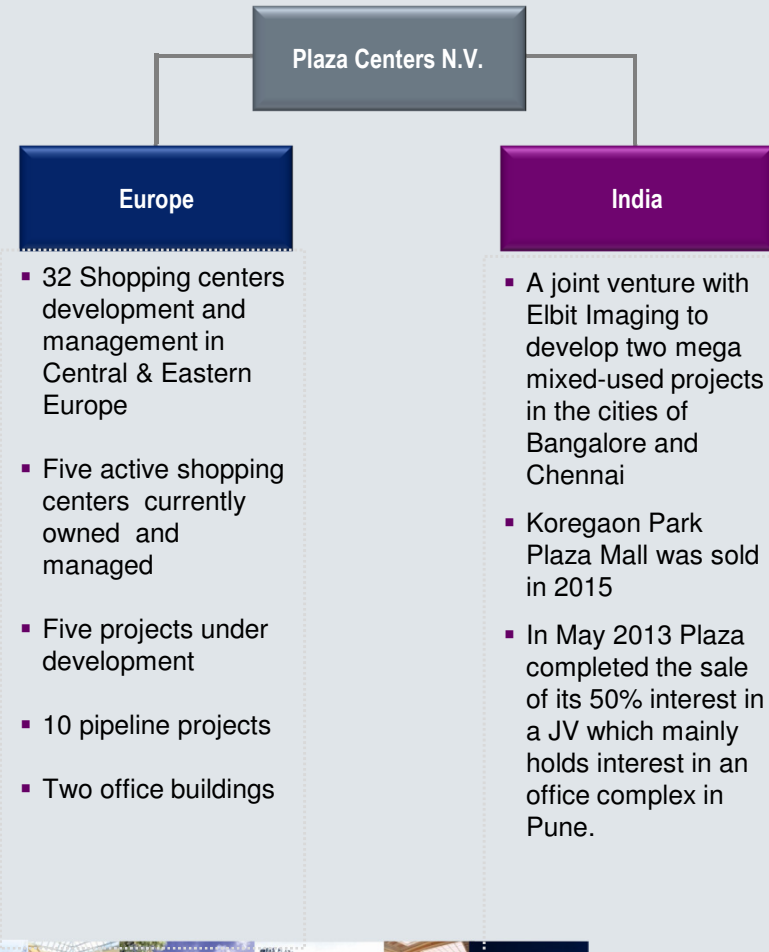 Plaza Centers N.V.
Europe
▪ 32 Shopping centers
development and
management in
Central & Eastern
Europe
▪ Five active shopping
centers currently
owned and
managed
▪ Five projects under
development
▪ 10 pipeline projects
▪ Two office buildings
India
▪ A joint venture with
Elbit Imaging to
develop two mega
mixed-used projects
in the cities of
Bangalore and
Chennai
▪ Koregaon Park
Plaza Mall was sold
in 2015
▪ In May 2013 Plaza
completed the sale
of its 50% interest in
a JV which mainly
holds interest in an
office complex in
Pune.